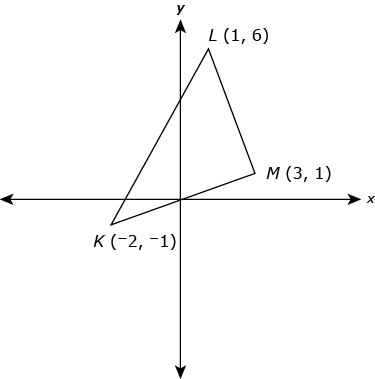 y
L (1, 6)
M (3, 1)
x
K (⁻2, ⁻1)